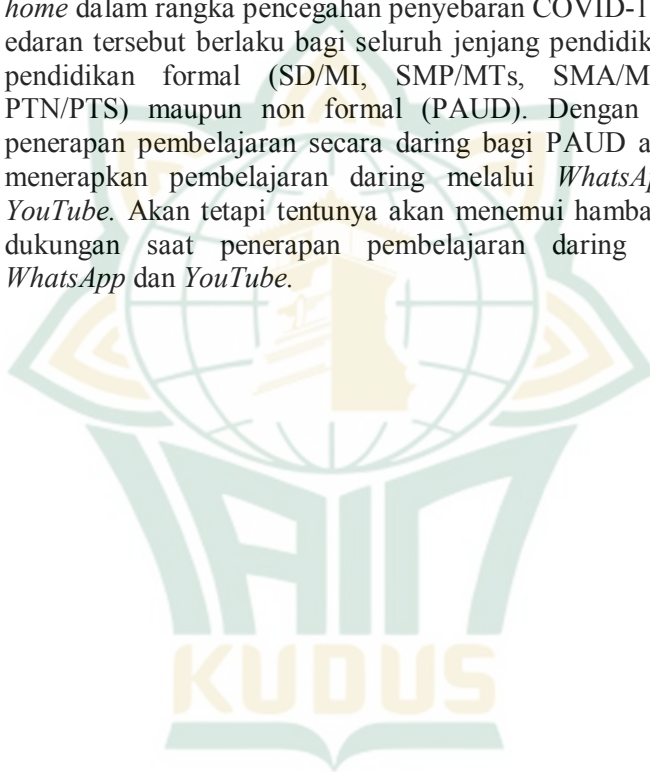 home dalam rangka pencegahan penyebaran COVID-1
edaran tersebut berlaku bagi seluruh jenjang pendidik
pendidikan formal (SD/MI, SMP/MTs, SMA/M
PTN/PTS) maupun non formal (PAUD). Dengan
penerapan pembelajaran secara daring bagi PAUD a
menerapkan pembelajaran daring melalui WhatsAp
YouTube. Akan tetapi tentunya akan menemui hamba
dukungan saat penerapan pembelajaran daring
WhatsApp dan YouTube.
IAIN
KUDUS